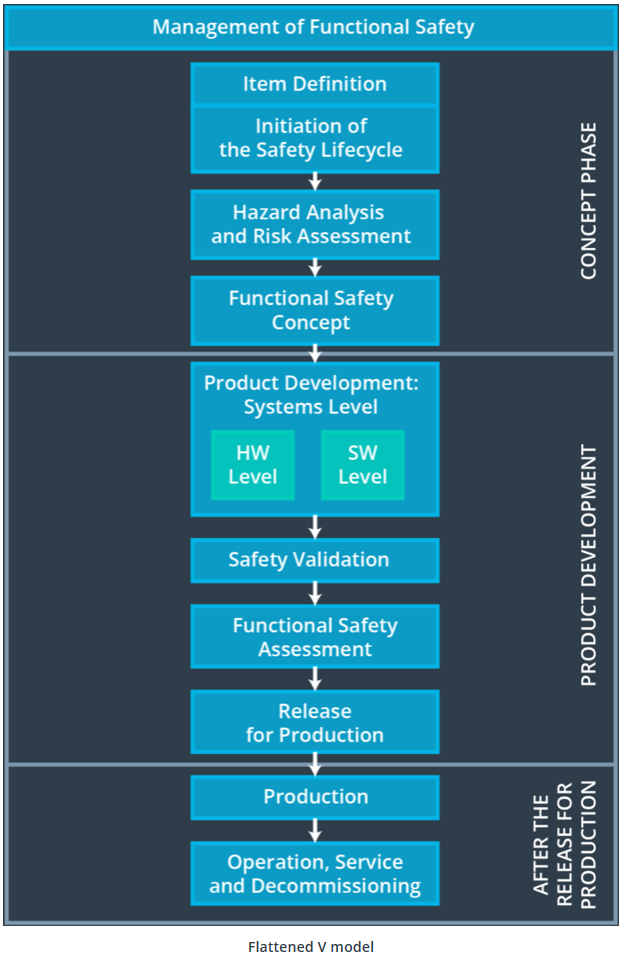 Management of Functional Safety
Item Definition
Initiation of
the Safety Lifecycle
Hazard Analysis
and Risk Assessment
Functional Safety
Concept
CONCEPT PHASE
Product Development:
Systems Level
HW
Level
SW
Level
Safety Validation
Functional Safety
Assessment
Release
for Production
PRODUCT DEVELOPMENT
Production
Operation, Service
and Decommissioning
AFTER THE
RELEASE FOR
PRODUCTION
Flattened V model